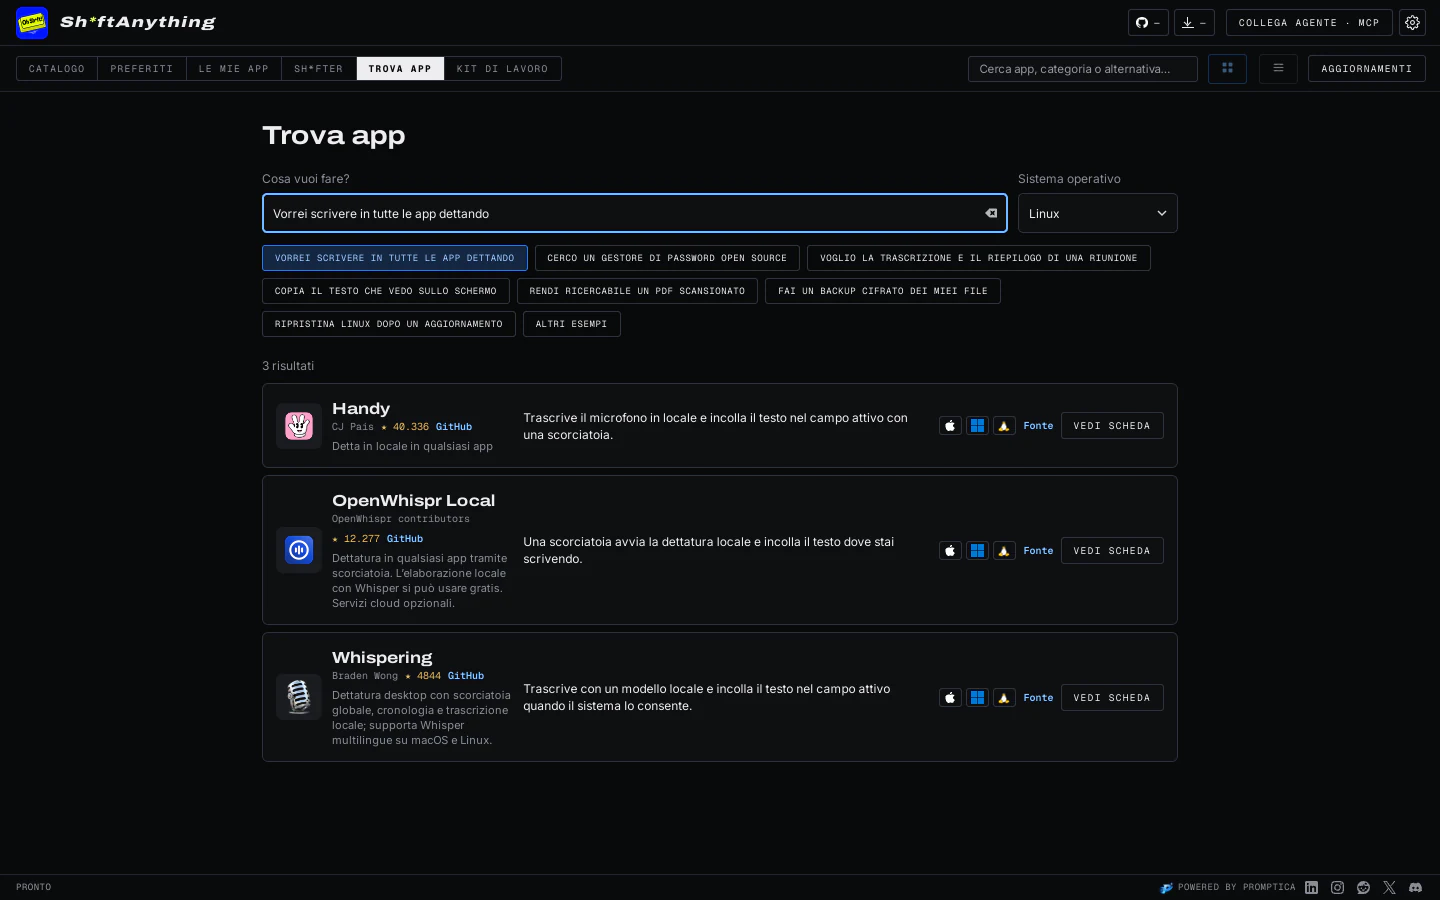 Oh Sh*ft!
Sh*ftAnything
–
–
COLLEGA AGENTE · MCP
CATALOGO
PREFERITI
LE MIE APP
SH*FTER
TROVA APP
KIT DI LAVORO
Cerca app, categoria o alternativa...
AGGIORNAMENTI
Trova app
Cosa vuoi fare?
Sistema operativo
Vorrei scrivere in tutte le app dettando
Linux
VORREI SCRIVERE IN TUTTE LE APP DETTANDO
CERCO UN GESTORE DI PASSWORD OPEN SOURCE
VOGLIO LA TRASCRIZIONE E IL RIEPILOGO DI UNA RIUNIONE
COPIA IL TESTO CHE VEDO SULLO SCHERMO
RENDI RICERCABILE UN PDF SCANSIONATO
FAI UN BACKUP CIFRATO DEI MIEI FILE
RIPRISTINA LINUX DOPO UN AGGIORNAMENTO
ALTRI ESEMPI
3 risultati
Handy
CJ Pais ★ 40.336 GitHub
Detta in locale in qualsiasi app
Trascrive il microfono in locale e incolla il testo nel campo attivo con
una scorciatoia.
Fonte
VEDI SCHEDA
OpenWhispr Local
OpenWhispr contributors
★ 12.277 GitHub
Dettatura in qualsiasi app tramite
scorciatoia. L'elaborazione locale
con Whisper si può usare gratis.
Servizi cloud opzionali.
Una scorciatoia avvia la dettatura locale e incolla il testo dove stai
scrivendo.
Fonte
VEDI SCHEDA
Whispering
Braden Wong ★ 4844 GitHub
Dettatura desktop con scorciatoia
globale, cronologia e trascrizione
locale; supporta Whisper
multilingue su macOS e Linux.
Trascrive con un modello locale e incolla il testo nel campo attivo
quando il sistema lo consente.
Fonte
VEDI SCHEDA
PRONTO
POWERED BY PROMPTICA